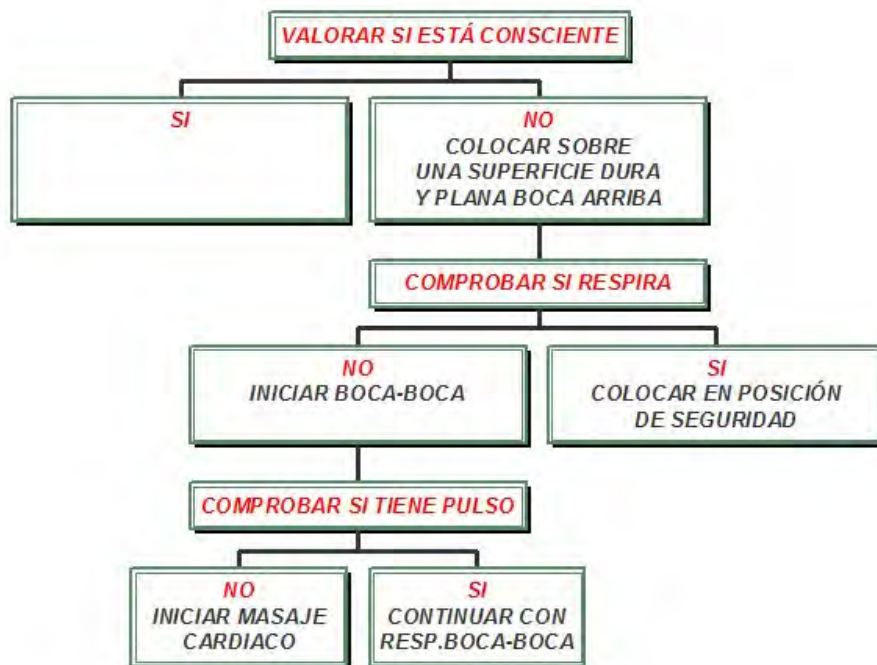 VALORAR SI ESTÁ CONSCIENTE
SI
NO
COLOCAR SOBRE
UNA SUPERFICIE DURA
Y PLANA BOCA ARRIBA
COMPROBAR SI RESPIRA
NO
INICIAR BOCA-BOCA
SI
COLOCAR EN POSICIÓN
DE SEGURIDAD
COMPROBAR SI TIENE PULSO
NO
INICIAR MASAJE
CARDIACO
SI
CONTINUAR CON
RESP.BOCA-BOCA